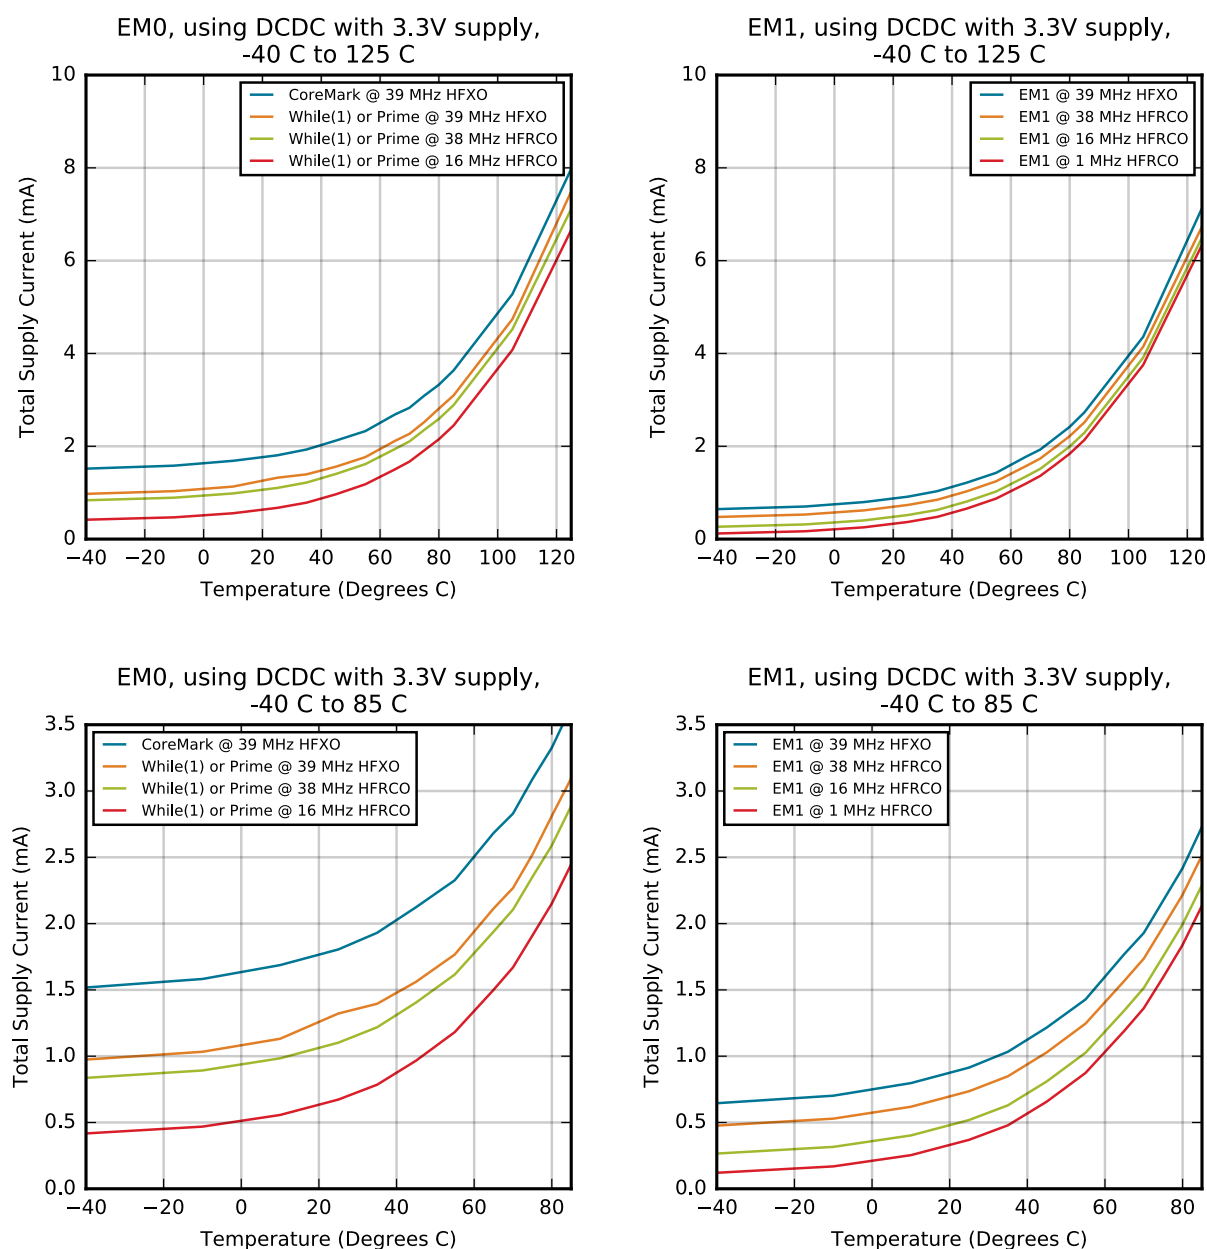 EM0, using DCDC with 3.3V supply,
-40 C to 125 C
10
8
6
4
2
0
Total Supply Current (mA)
CoreMark @ 39 MHz HFXO
While(1) or Prime @ 39 MHz HFXO
While(1) or Prime @ 38 MHz HFRCO
While(1) or Prime @ 16 MHz HFRCO
−40 −20 0 20 40 60 80 100 120
Temperature (Degrees C)
EM1, using DCDC with 3.3V supply,
-40 C to 125 C
10
8
6
4
2
0
Total Supply Current (mA)
EM1 @ 39 MHz HFXO
EM1 @ 38 MHz HFRCO
EM1 @ 16 MHz HFRCO
EM1 @ 1 MHz HFRCO
−40 −20 0 20 40 60 80 100 120
Temperature (Degrees C)
EM0, using DCDC with 3.3V supply,
-40 C to 85 C
3.5
3.0
2.5
2.0
1.5
1.0
0.5
0.0
Total Supply Current (mA)
CoreMark @ 39 MHz HFXO
While(1) or Prime @ 39 MHz HFXO
While(1) or Prime @ 38 MHz HFRCO
While(1) or Prime @ 16 MHz HFRCO
−40 −20 0 20 40 60 80
Temperature (Degrees C)
EM1, using DCDC with 3.3V supply,
-40 C to 85 C
3.5
3.0
2.5
2.0
1.5
1.0
0.5
0.0
Total Supply Current (mA)
EM1 @ 39 MHz HFXO
EM1 @ 38 MHz HFRCO
EM1 @ 16 MHz HFRCO
EM1 @ 1 MHz HFRCO
−40 −20 0 20 40 60 80
Temperature (Degrees C)